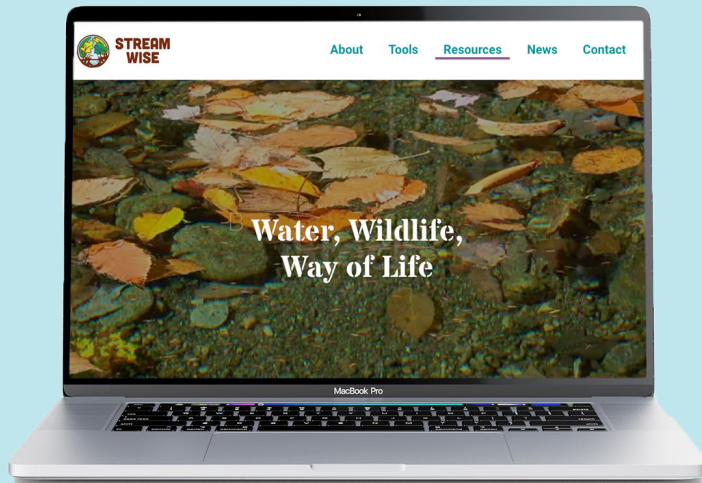 STREAM
WISE
About
Tools
Resources
News
Contact
Water, Wildlife,
Way of Life
MacBook Pro